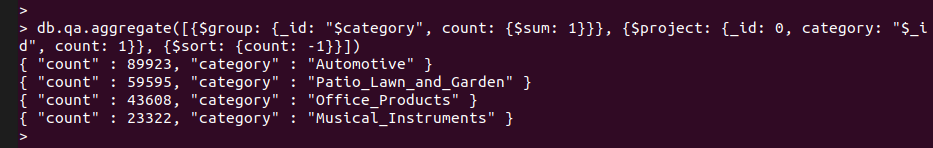 >
> db.qa.aggregate([{$group: {_id: "$category", count: {$sum: 1}}}, {$project: {_id: 0, category: "$_i
d", count: 1}}, {$sort: {count: -1}}])
{ "count" : 89923, "category" : "Automotive" }
{ "count" : 59595, "category" : "Patio_Lawn_and_Garden" }
{ "count" : 43608, "category" : "Office_Products" }
{ "count" : 23322, "category" : "Musical_Instruments" }
>